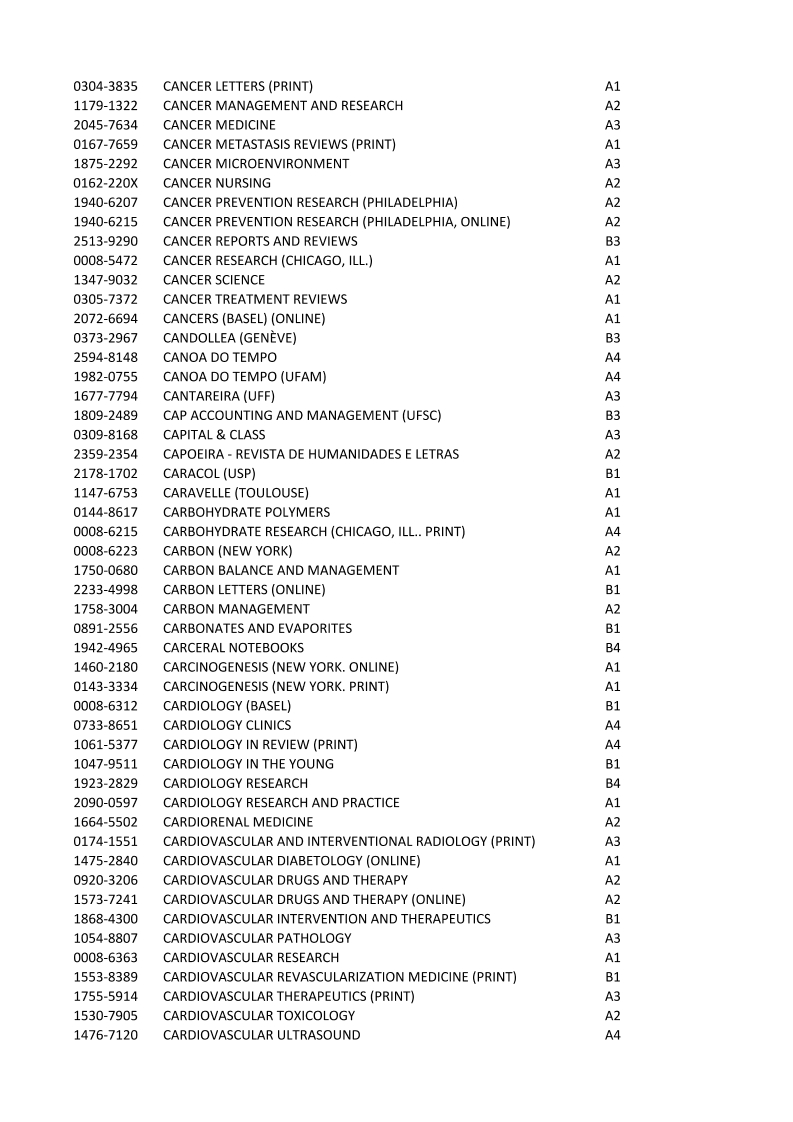 0304-3835 CANCER LETTERS (PRINT) A1
1179-1322 CANCER MANAGEMENT AND RESEARCH A2
2045-7634 CANCER MEDICINE A3
0167-7659 CANCER METASTASIS REVIEWS (PRINT) A1
1875-2292 CANCER MICROENVIRONMENT A3
0162-220X CANCER NURSING A2
1940-6207 CANCER PREVENTION RESEARCH (PHILADELPHIA) A2
1940-6215 CANCER PREVENTION RESEARCH (PHILADELPHIA, ONLINE) A2
2513-9290 CANCER REPORTS AND REVIEWS B3
0008-5472 CANCER RESEARCH (CHICAGO, ILL.) A1
1347-9032 CANCER SCIENCE A2
0305-7372 CANCER TREATMENT REVIEWS A1
2072-6694 CANCERS (BASEL) (ONLINE) A1
0373-2967 CANDOLLEA (GENÈVE) B3
2594-8148 CANOA DO TEMPO A4
1982-0755 CANOA DO TEMPO (UFAM) A4
1677-7794 CANTAREIRA (UFF) A3
1809-2489 CAP ACCOUNTING AND MANAGEMENT (UFSC) B3
0309-8168 CAPITAL & CLASS A3
2359-2354 CAPOEIRA - REVISTA DE HUMANIDADES E LETRAS A2
2178-1702 CARACOL (USP) B1
1147-6753 CARAVELLE (TOULOUSE) A1
0144-8617 CARBOHYDRATE POLYMERS A1
0008-6215 CARBOHYDRATE RESEARCH (CHICAGO, ILL.. PRINT) A4
0008-6223 CARBON (NEW YORK) A2
1750-0680 CARBON BALANCE AND MANAGEMENT A1
2233-4998 CARBON LETTERS (ONLINE) B1
1758-3004 CARBON MANAGEMENT A2
0891-2556 CARBONATES AND EVAPORITES B1
1942-4965 CARCERAL NOTEBOOKS B4
1460-2180 CARCINOGENESIS (NEW YORK. ONLINE) A1
0143-3334 CARCINOGENESIS (NEW YORK. PRINT) A1
0008-6312 CARDIOLOGY (BASEL) B1
0733-8651 CARDIOLOGY CLINICS A4
1061-5377 CARDIOLOGY IN REVIEW (PRINT) A4
1047-9511 CARDIOLOGY IN THE YOUNG B1
1923-2829 CARDIOLOGY RESEARCH B4
2090-0597 CARDIOLOGY RESEARCH AND PRACTICE A1
1664-5502 CARDIORENAL MEDICINE A2
0174-1551 CARDIOVASCULAR AND INTERVENTIONAL RADIOLOGY (PRINT) A3
1475-2840 CARDIOVASCULAR DIABETOLOGY (ONLINE) A1
0920-3206 CARDIOVASCULAR DRUGS AND THERAPY A2
1573-7241 CARDIOVASCULAR DRUGS AND THERAPY (ONLINE) A2
1868-4300 CARDIOVASCULAR INTERVENTION AND THERAPEUTICS B1
1054-8807 CARDIOVASCULAR PATHOLOGY A3
0008-6363 CARDIOVASCULAR RESEARCH A1
1553-8389 CARDIOVASCULAR REVASCULARIZATION MEDICINE (PRINT) B1
1755-5914 CARDIOVASCULAR THERAPEUTICS (PRINT) A3
1530-7905 CARDIOVASCULAR TOXICOLOGY A2
1476-7120 CARDIOVASCULAR ULTRASOUND A4